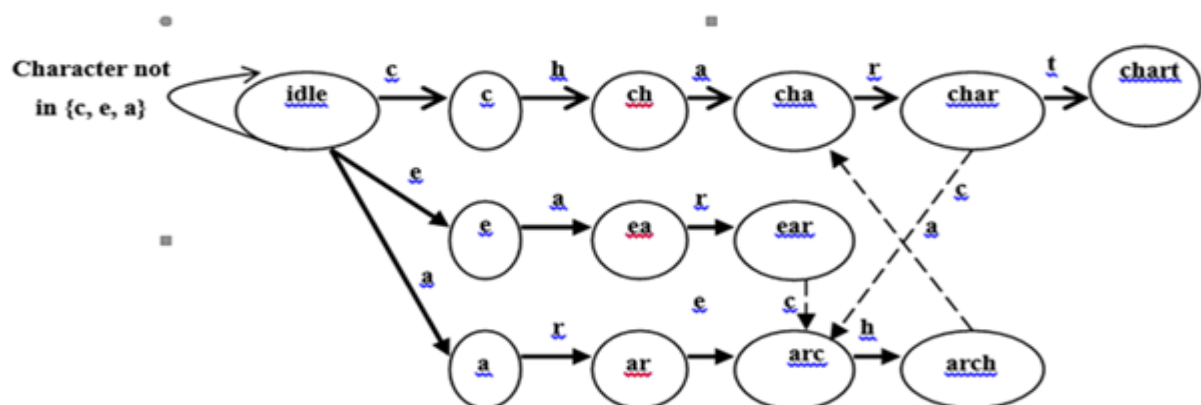 Character not
in {c, e, a}
idle
c
c
h
ch
a
cha
r
char
t
chart
e
e
a
ea
r
ear
c
a
c
a
a
r
ar
e
arc
h
arch